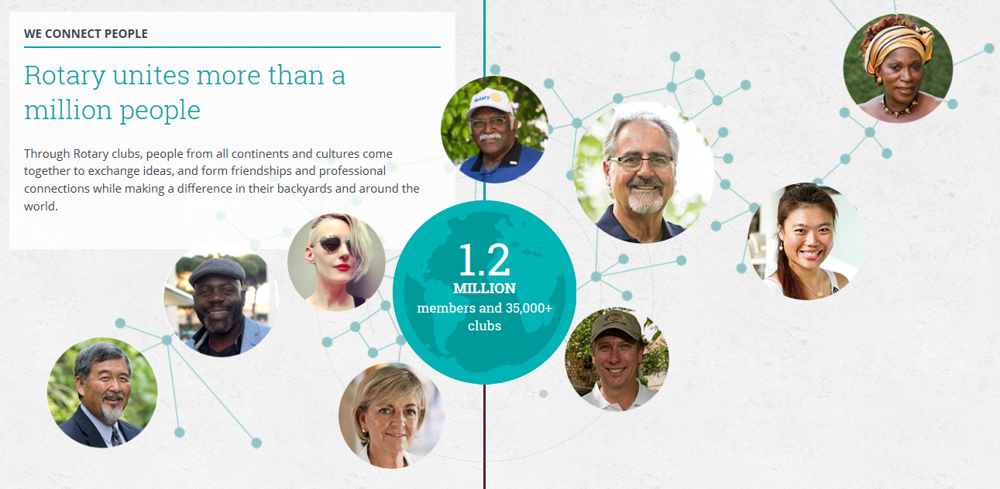 WE CONNECT PEOPLE
Rotary unites more than a
million people
Through Rotary clubs, people from all continents and cultures come
together to exchange ideas, and form friendships and professional
connections while making a difference in their backyards and around the
world.
Rotary
1.2
MILLION
members and 35,000+
clubs